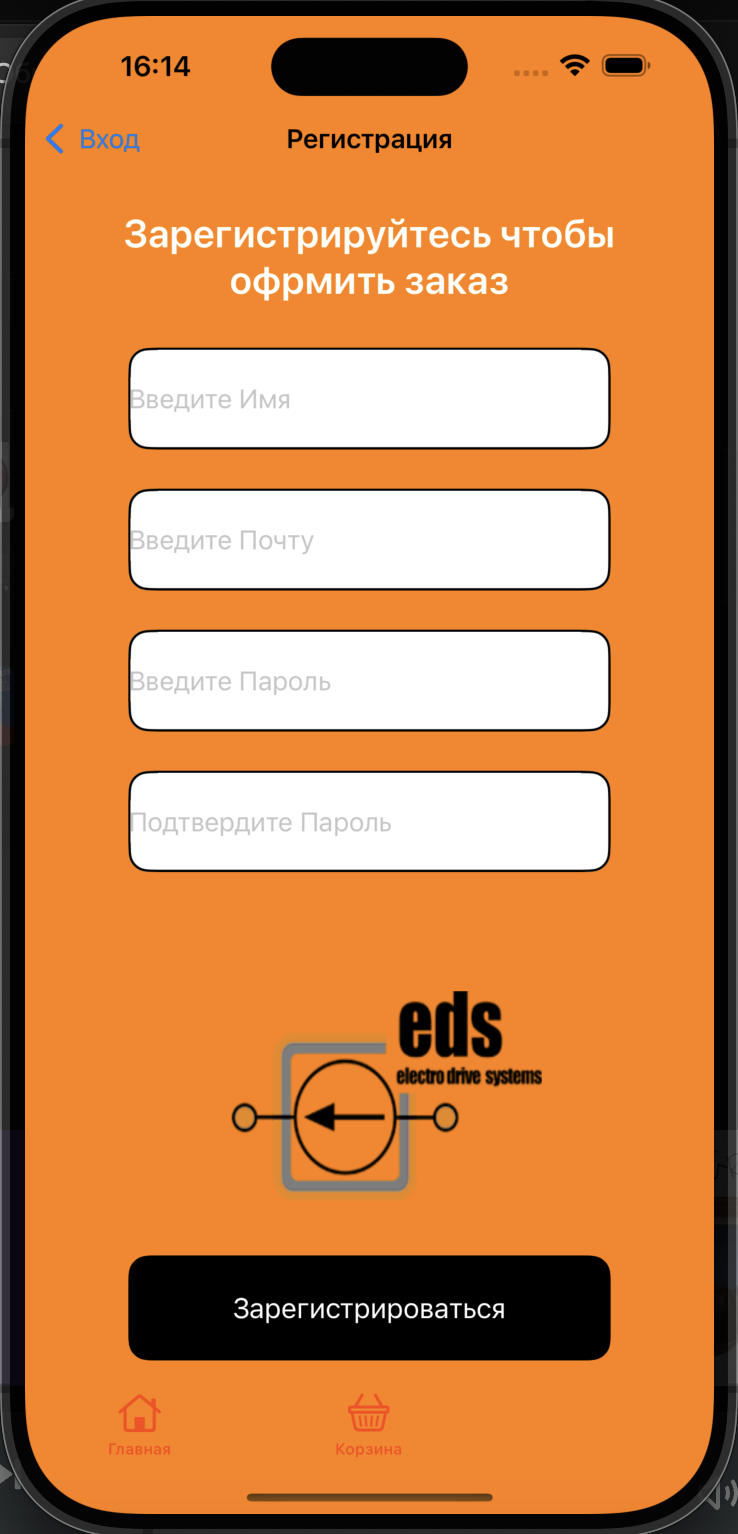 16:14
Вход
Регистрация
Зарегистрируйтесь чтобы
офрмить заказ
Введите Имя
Введите Почту
Введите Пароль
Подтвердите Пароль
eds
electro drive systems
Зарегистрироваться
Главная
Корзина